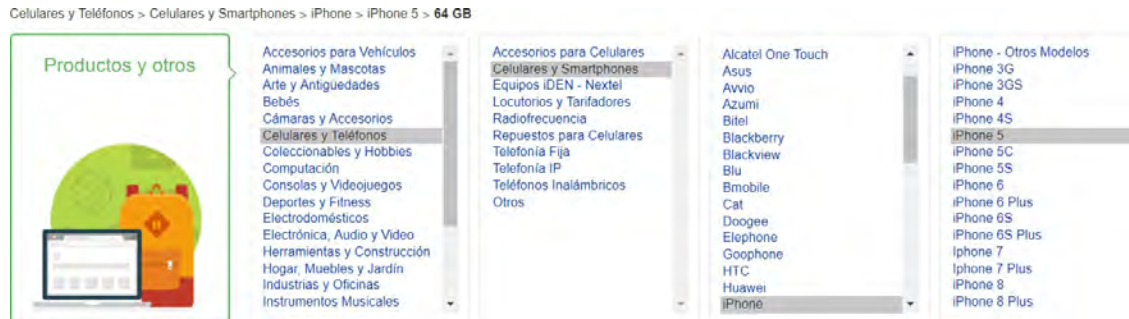 Celulares y Teléfonos > Celulares y Smartphones > iPhone > iPhone 5 > 64 GB
Productos y otros
Accesorios para Vehículos
Animales y Mascotas
Arte y Antiguedades
Bebés
Cámaras y Accesorios
Celulares y Teléfonos
Coleccionables y Hobbies
Computación
Consolas y Videojuegos
Deportes y Fitness
Electrodomésticos
Electrónica, Audio y Video
Herramientas y Construcción
Hogar, Muebles y Jardín
Industrias y Oficinas
Instrumentos Musicales
Accesorios para Celulares
Celulares y Smartphones
Equipos iDEN - Nextel
Locutorios y Tarifadores
Radiofrecuencia
Repuestos para Celulares
Telefonía Fija
Telefonía IP
Teléfonos Inalámbricos
Otros
Alcatel One Touch
Asus
Avvio
Azumi
Bitel
Blackberry
Blackview
Blu
Bmobile
Cat
Doogee
Elephone
Goophone
HTC
Huawei
iPhone
iPhone - Otros Modelos
iPhone 3G
iPhone 3GS
iPhone 4
iPhone 4S
iPhone 5
iPhone 5C
iPhone 5S
iPhone 6
iPhone 6 Plus
iPhone 6S
iPhone 6S Plus
Iphone 7
Iphone 7 Plus
iPhone 8
iPhone 8 Plus